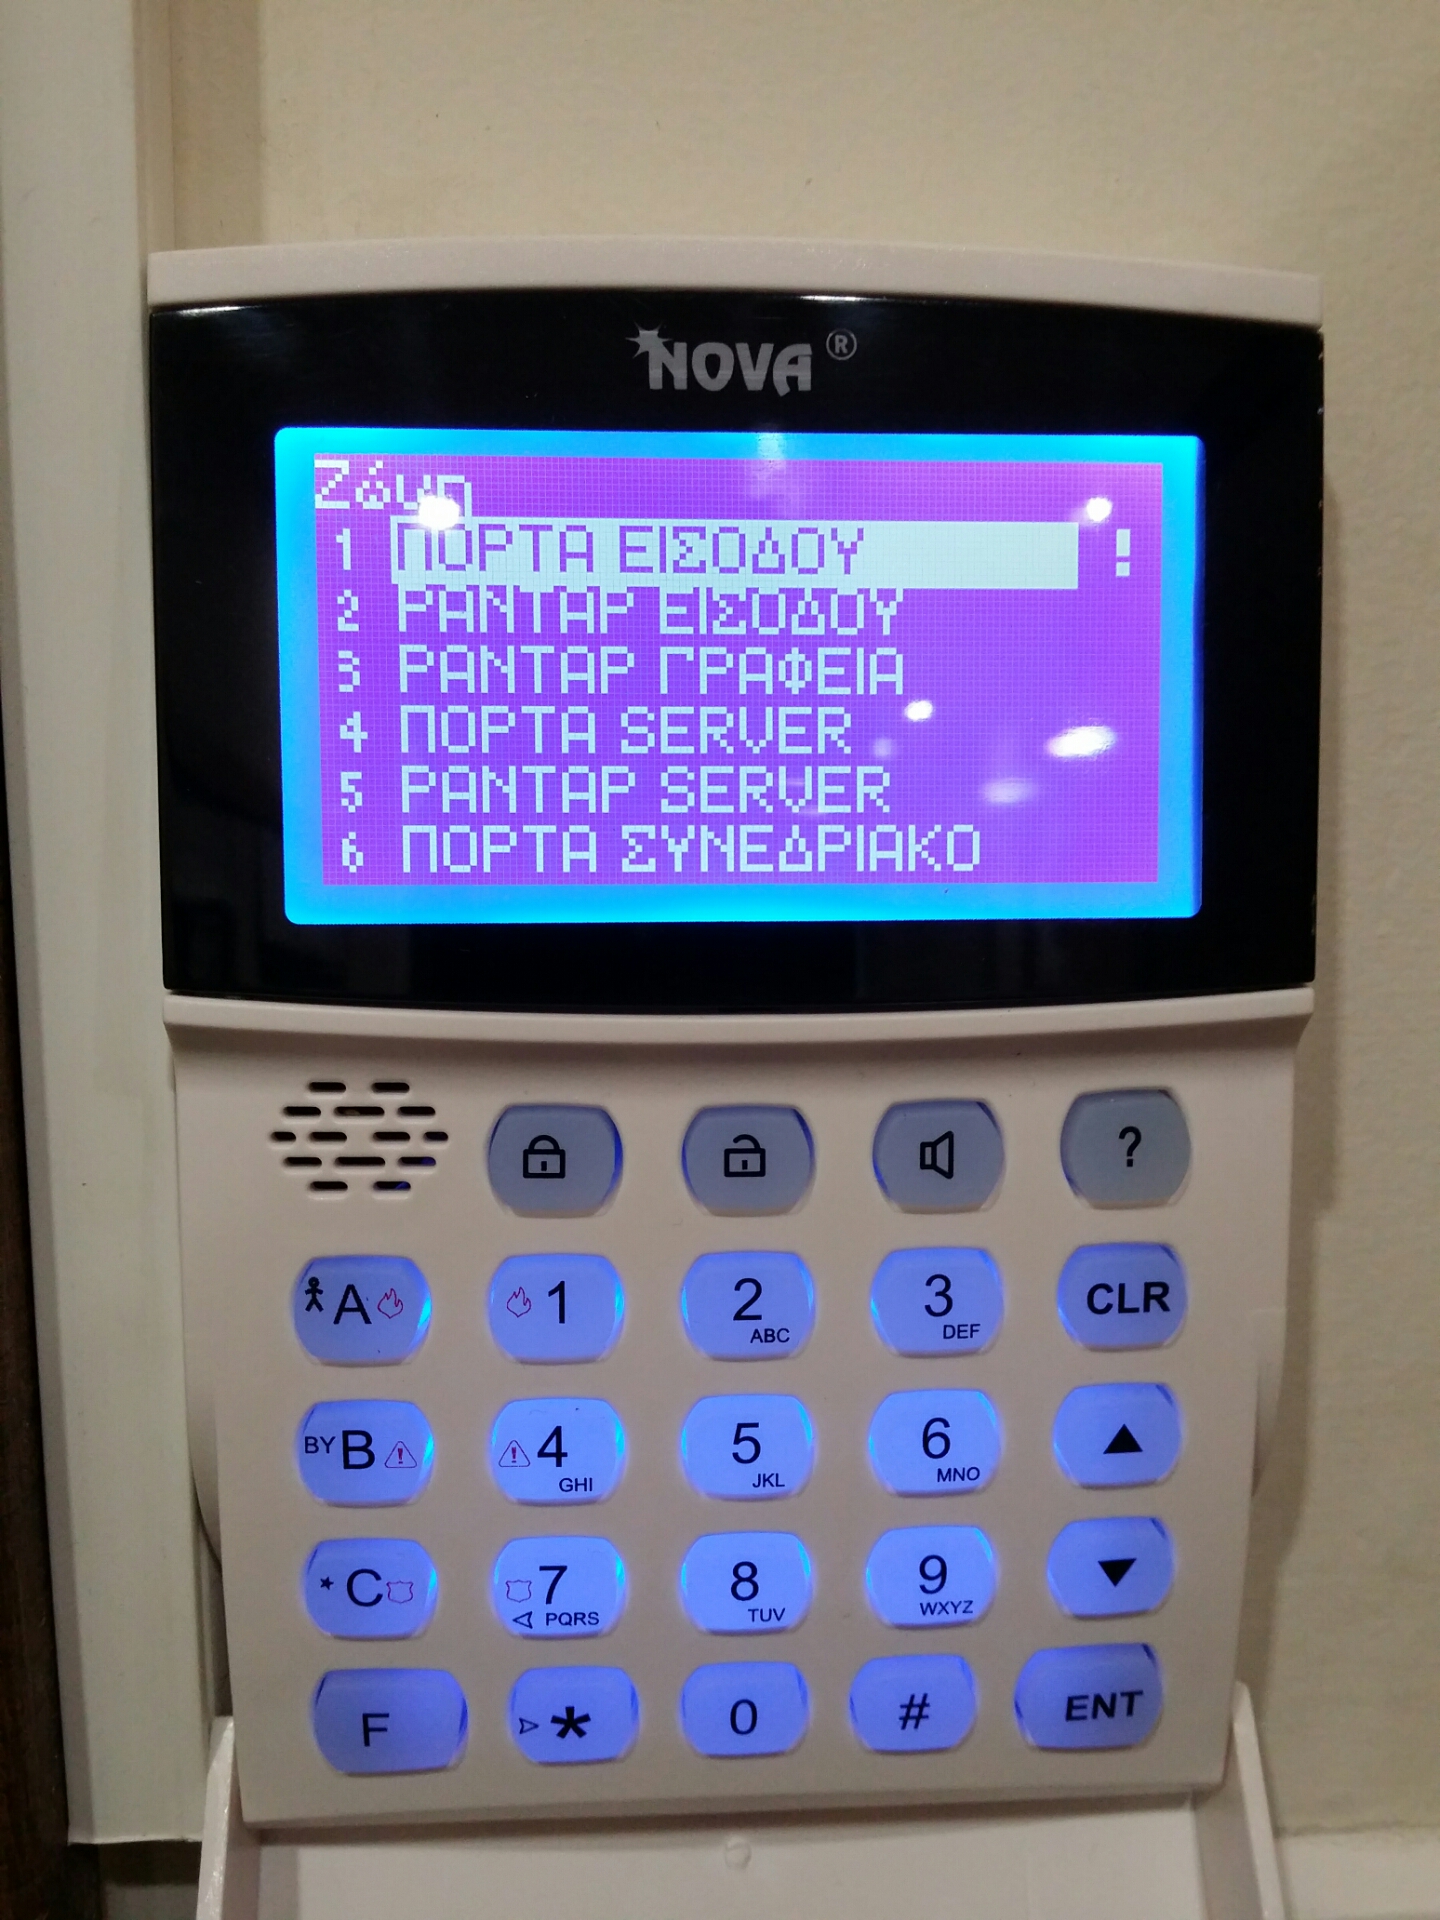 NOVA ®
Ζώνη
1 ΠΟΡΤΑ ΕΙΣΟΔΟΥ !
2 ΡΑΝΤΑΡ ΕΙΣΟΔΟΥ
3 ΡΑΝΤΑΡ ΓΡΑΦΕΙΑ
4 ΠΟΡΤΑ SERVER
5 ΡΑΝΤΑΡ SERVER
6 ΠΟΡΤΑ ΣΥΝΕΔΡΙΑΚΟ
?
A 1 2 ABC 3 DEF CLR
BY B 4 GHI 5 JKL 6 MNO ▲
* C 7 PQRS 8 TUV 9 WXYZ ▼
F * 0 # ENT